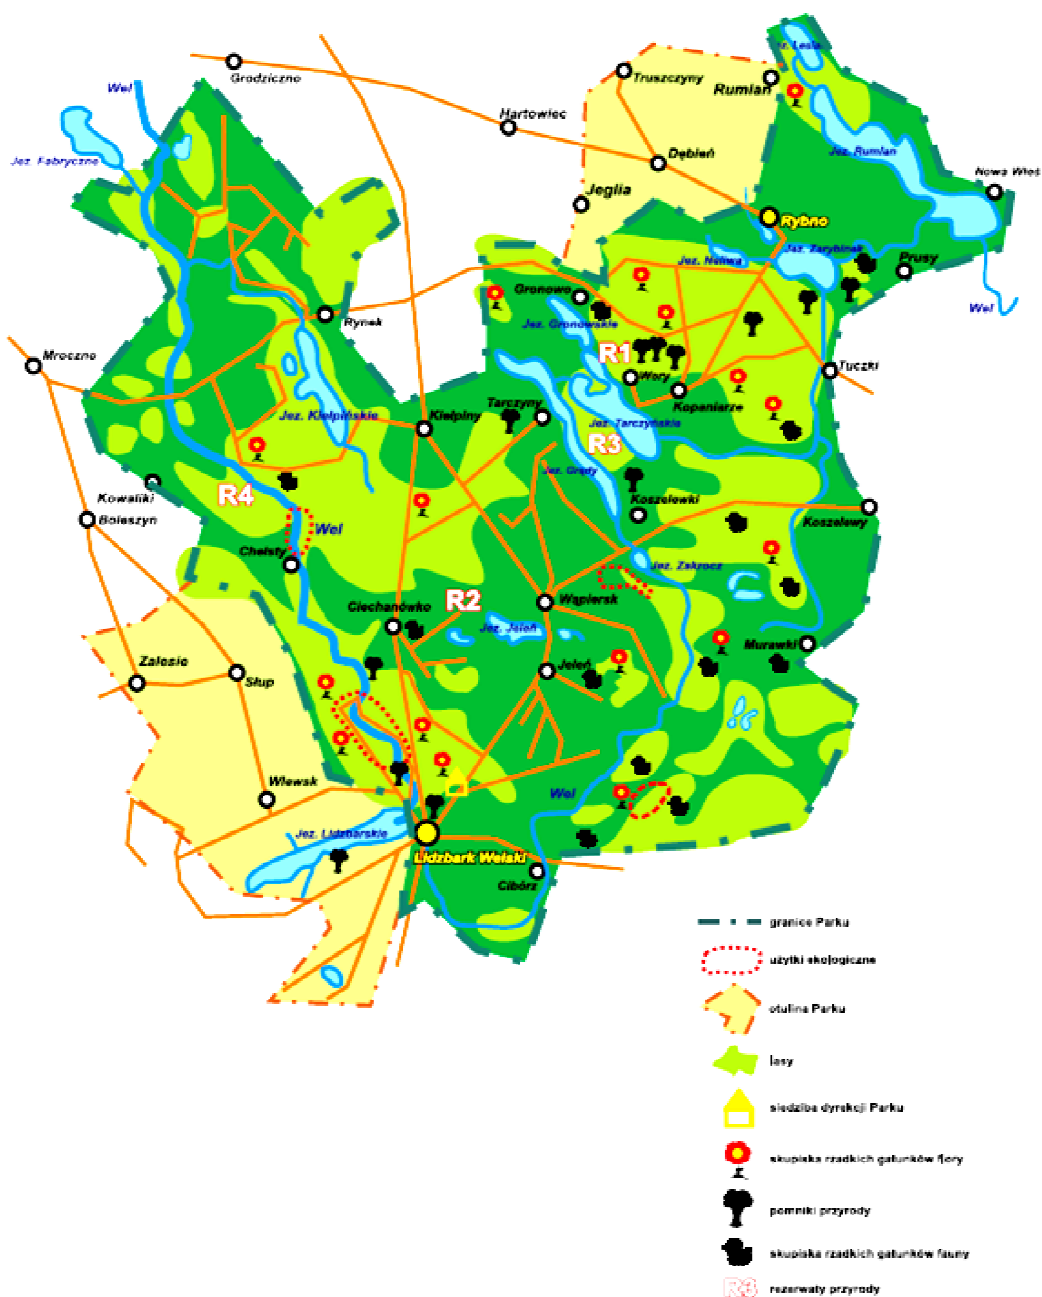 Jez. Lesia
Grodziczno
Truszczyny
Rumian
Wel
Hartowiec
Jez. Rumian
Jez. Fabryczne
Dębień
Nowa Wieś
Jeglia
Rybno
Jez. Zarybinek
Jez. Neliwa
Prusy
Gronowo
Wel
Rynek
Jez. Gronowskie
Mroczno
R1
Tuczki
Wery
Kopaniarze
Tarczyny
Jez. Kiełpińskie
Kiełpiny
Jez. Tarczyńskie
R3
Jez. Grądy
Kowaliki
R4
Koszelewki
Boleszyn
Wel
Koszelewy
Chełsty
Jez. Zakrocz
Ciechanówko
R2
Wąpiersk
Jez. Jeleń
Murawki
Zalesie
Słup
Jeleń
Wlewsk
Wel
Jez. Lidzbarskie
Lidzbark Welski
Cibórz
granice Parku
użytki ekologiczne
otulina Parku
lasy
siedziba dyrekcji Parku
skupiska rzadkich gatunków flory
pomniki przyrody
skupiska rzadkich gatunków fauny
R3 rezerwaty przyrody